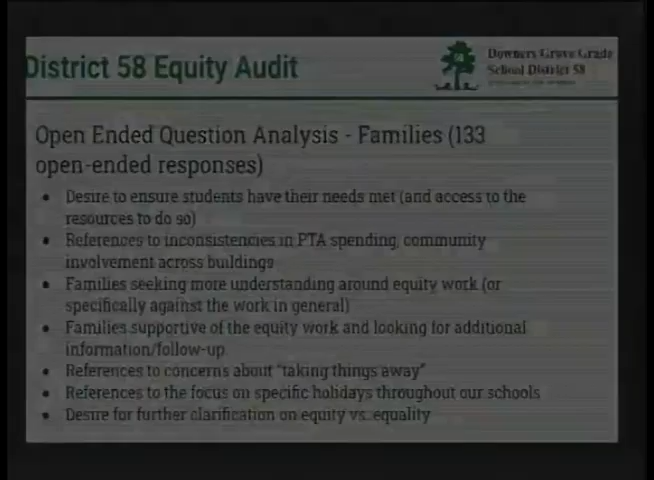 District 58 Equity Audit
Downers Grove Grade
School District 58
Open Ended Question Analysis - Families (133
open-ended responses)
• Desire to ensure students have their needs met (and access to the
resources to do so)
• References to inconsistencies in PTA spending, community
involvement across buildings
• Families seeking more understanding around equity work (or
specifically against the work in general)
• Families supportive of the equity work and looking for additional
information/follow-up
• References to concerns about "taking things away"
• References to the focus on specific holidays throughout our schools
• Desire for further clarification on equity vs. equality